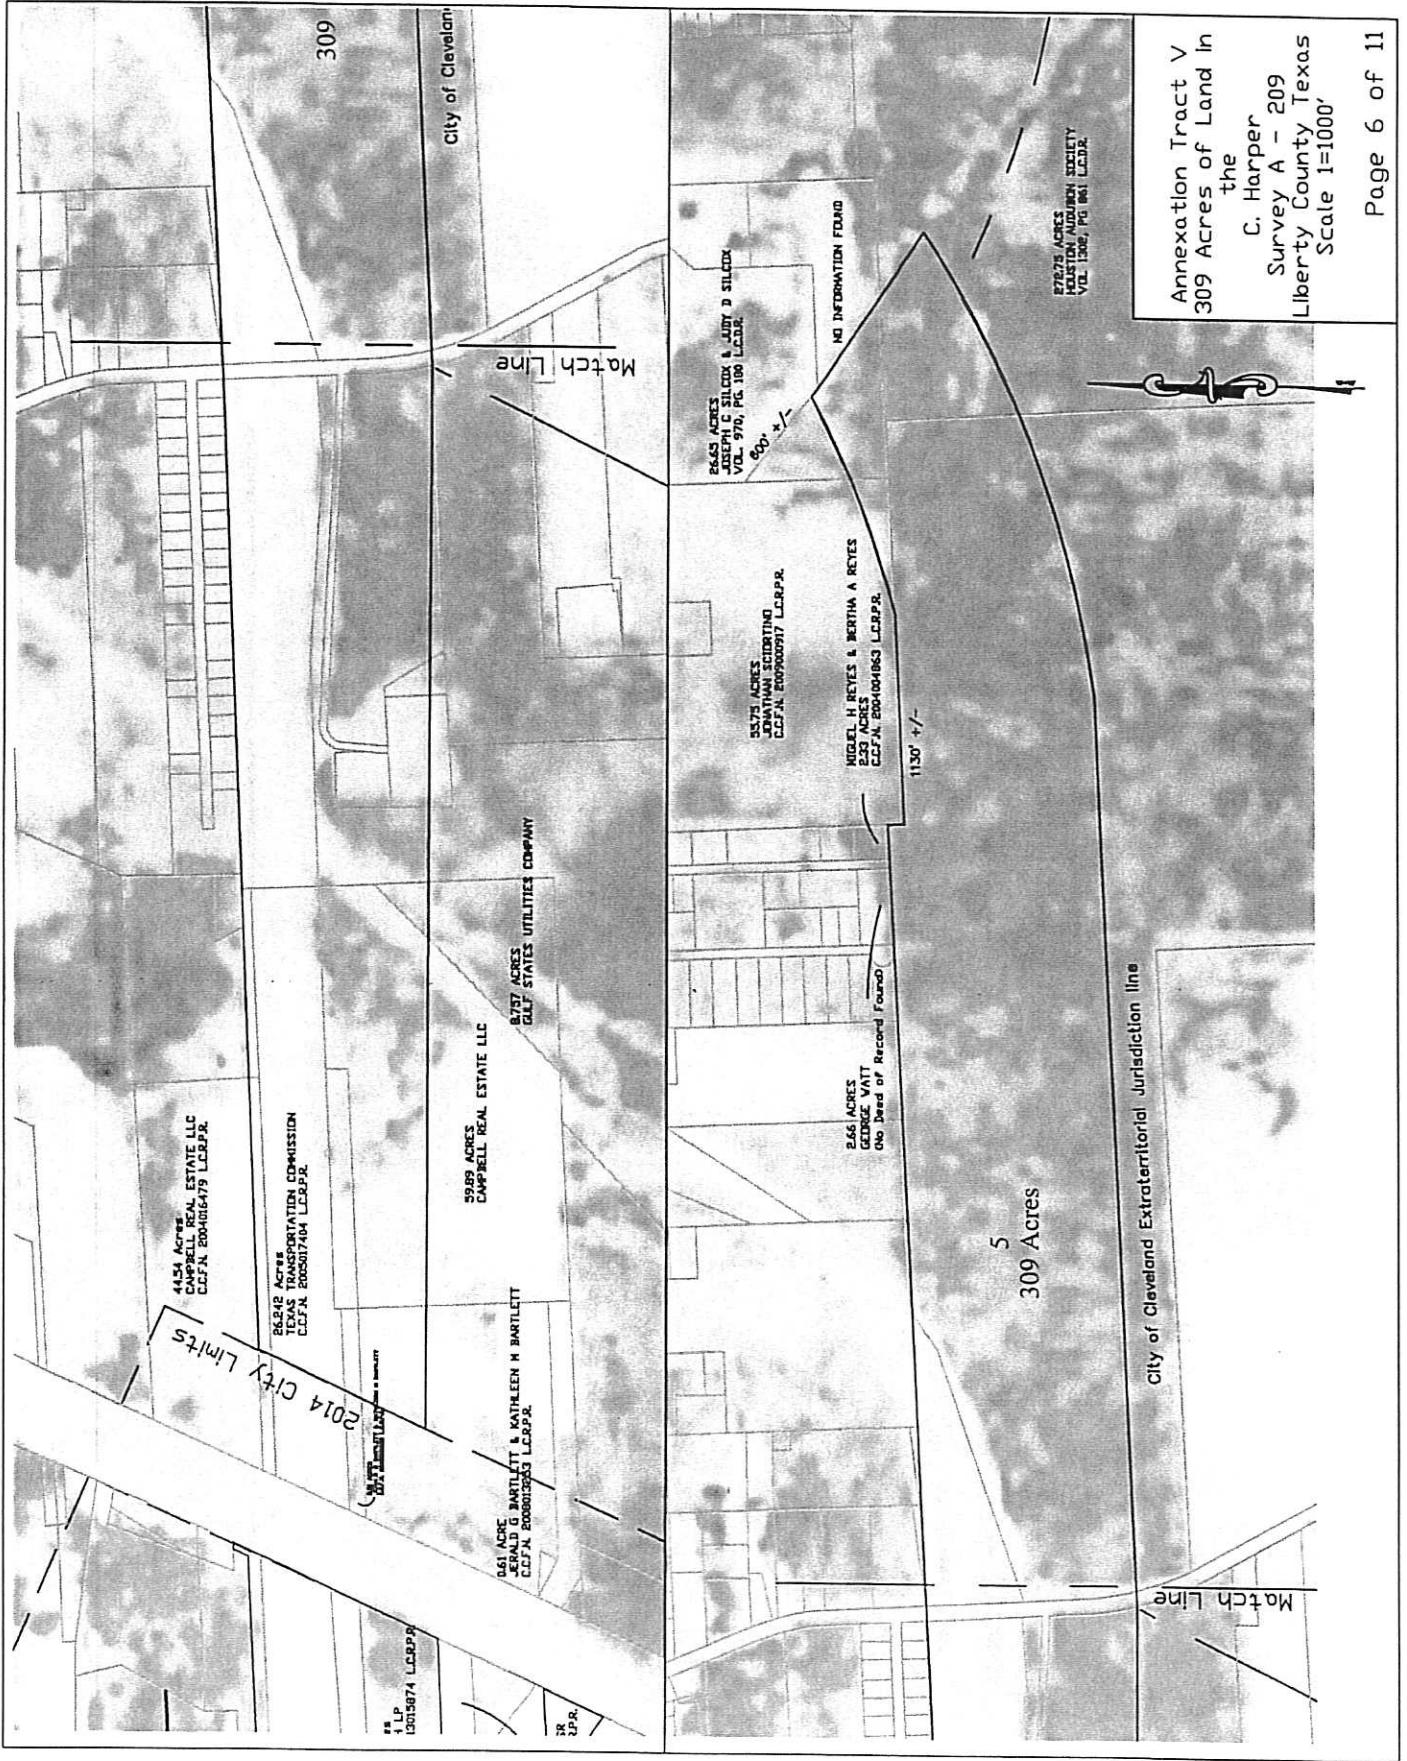 309
City of Clevelan
Match Line
44.54 Acres
CAMPBELL REAL ESTATE LLC
C.C.F.N. 2004016479 L.C.R.P.R.
26.242 Acres
TEXAS TRANSPORTATION COMMISSION
C.C.F.N. 2005017404 L.C.R.P.R.
2014 City Limits
59.89 ACRES
CAMPBELL REAL ESTATE LLC
8.757 ACRES
GULF STATES UTILITIES COMPANY
0.61 ACRE
JERALD G BARTLETT & KATHLEEN M BARTLETT
C.C.F.N. 2008013253 L.C.R.P.R.
LP
13015874 L.C.R.P.R.
R.P.R.
26.65 ACRES
JOSEPH C SILCOX & JUDY D SILCOX
VOL. 970, PG. 180 L.C.D.R.
600' +/-
NO INFORMATION FOUND
272.75 ACRES
HOUSTON AUDUBON SOCIETY
VOL 1302, PG 861 L.C.D.R.
55.75 ACRES
JONATHAN SCIORTINO
C.C.F.N. 2009000917 L.C.R.P.R.
MIGUEL H REYES & BERTHA A REYES
2.33 ACRES
C.C.F.N. 2004004863 L.C.R.P.R.
1130' +/-
2.66 ACRES
GEORGE WATT
(No Deed of Record Found)
5
309 Acres
City of Cleveland Extraterritorial Jurisdiction line
Match Line
Annexation Tract V
309 Acres of Land in
the
C. Harper
Survey A - 209
Liberty County Texas
Scale 1=1000'
Page 6 of 11